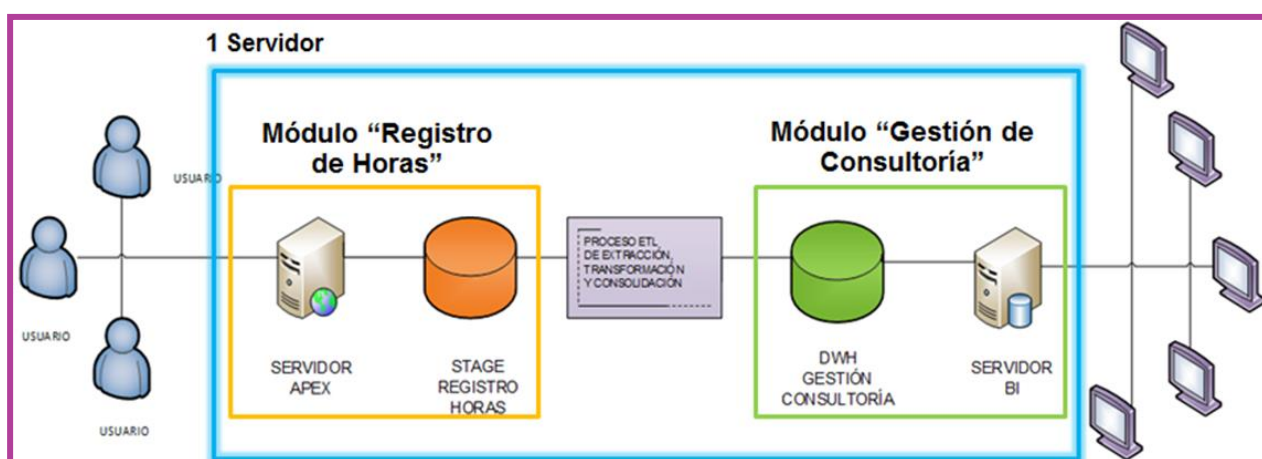 1 Servidor
Módulo “Registro
de Horas”
Módulo “Gestión de
Consultoría”
USUARIO
USUARIO
USUARIO
PROCESO ETL,
DE EXTRACCIÓN,
TRANSFORMACIÓN
Y CONSOLIDACIÓN
SERVIDOR
APEX
STAGE
REGISTRO
HORAS
DWH
GESTIÓN
CONSULTORÍA
SERVIDOR
BI